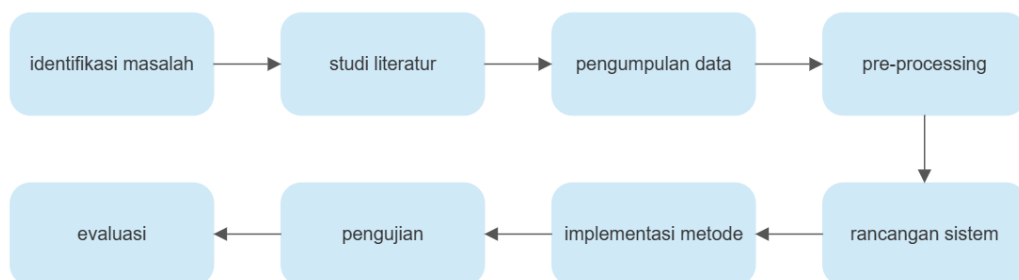 identifikasi masalah
studi literatur
pengumpulan data
pre-processing
rancangan sistem
implementasi metode
pengujian
evaluasi